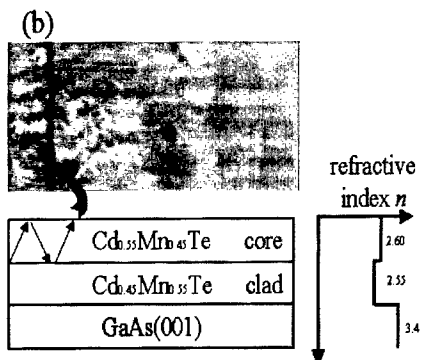 (b)
refractive
index n
Cd0.55Mn0.45Te core
2.60
Cd0.45Mn0.55Te clad
2.55
GaAs(001)
3.4